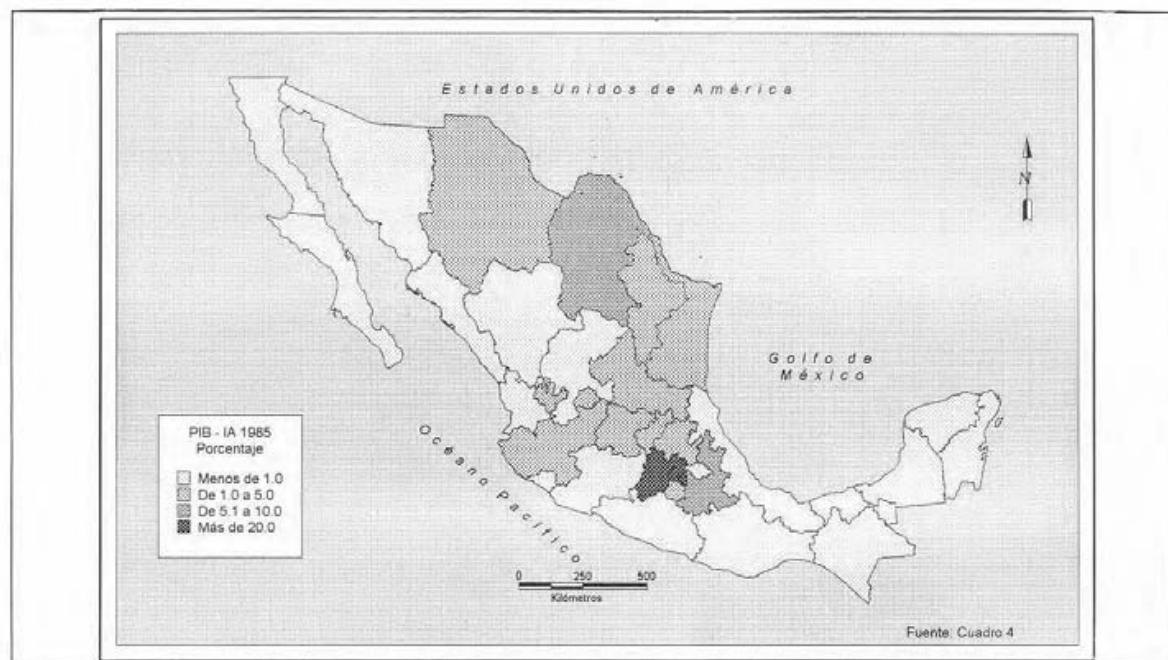 Estados Unidos de América
N
Golfo de
México
Océano Pacífico
PIB - IA 1985
Porcentaje
Menos de 1.0
De 1.0 a 5.0
De 5.1 a 10.0
Más de 20.0
0 250 500
Kilómetros
Fuente: Cuadro 4